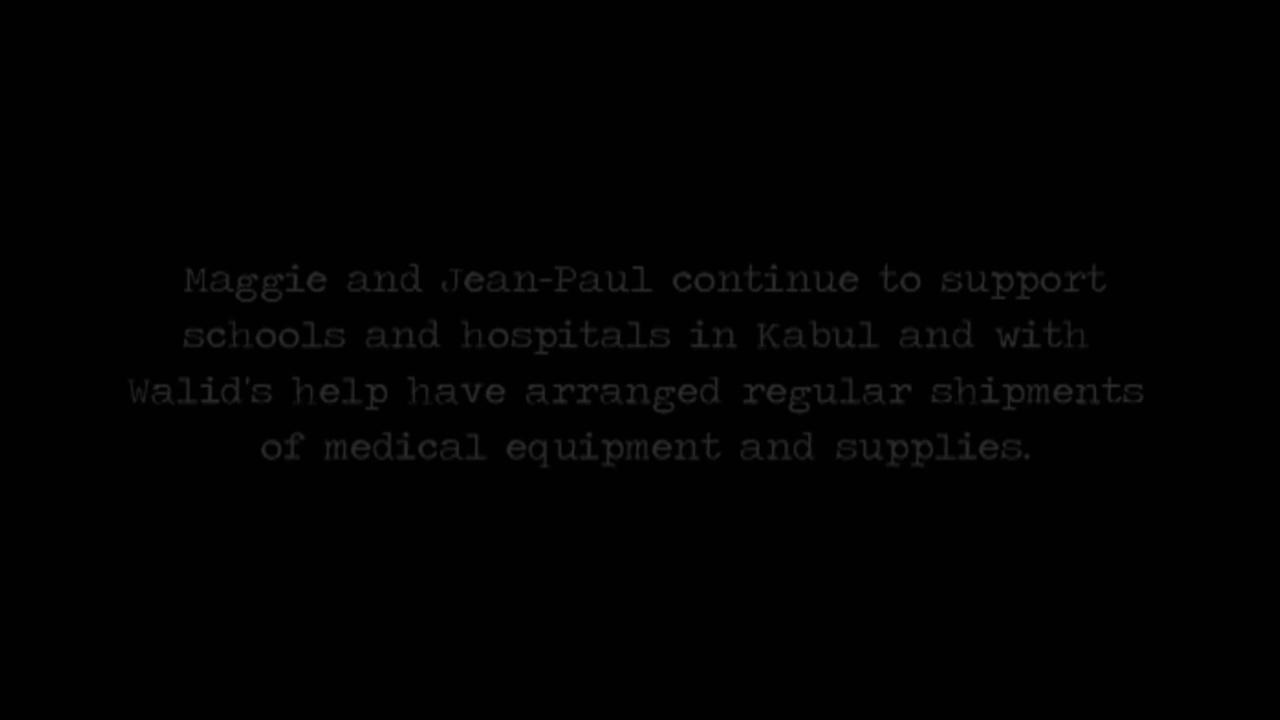 Maggie and Jean-Paul continue to support
schools and hospitals in Kabul and with
Walid's help have arranged regular shipments
of medical equipment and supplies.